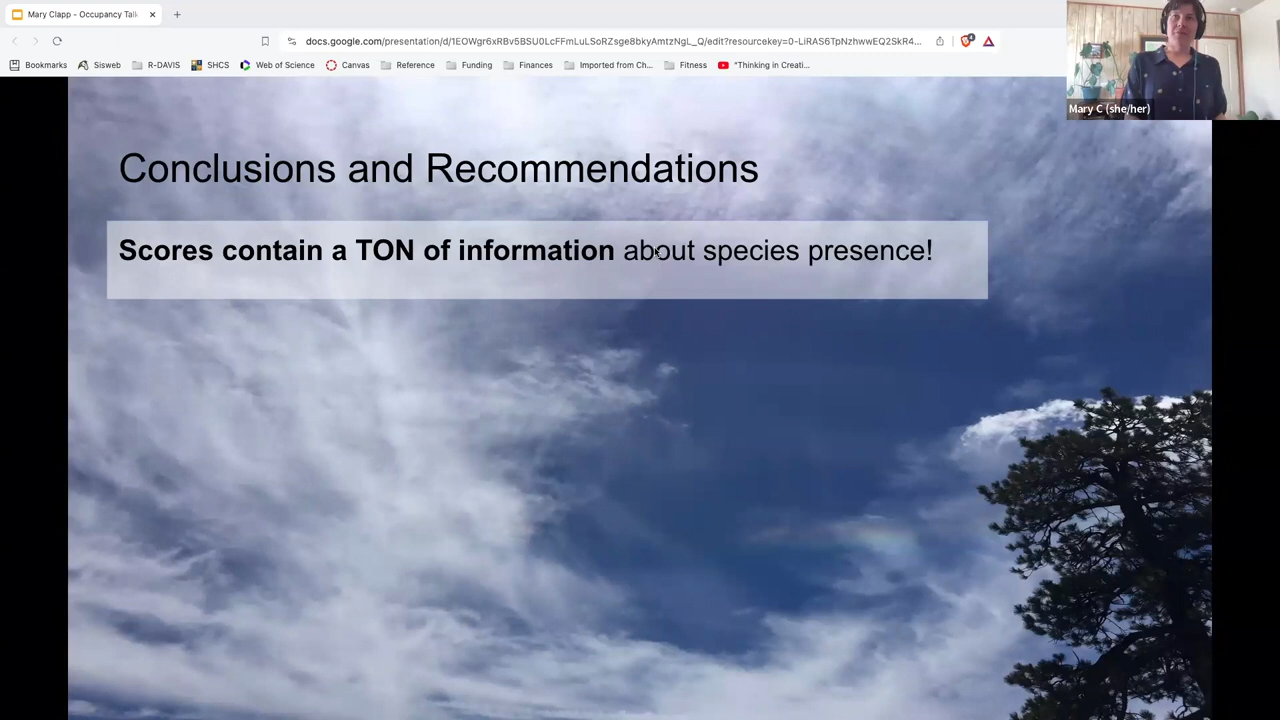 Mary Clapp - Occupancy Talk
docs.google.com/presentation/d/1EOWgr6xRBv5BSU0LcFFmLuLSoRZsge8bkyAmtzNgL_Q/edit?resourcekey=0-LiRAS6TpNzhwwEQ2SkR4...
4
Bookmarks Sisweb R-DAVIS SHCS Web of Science Canvas Reference Funding Finances Imported from Ch... Fitness "Thinking in Creati...
Mary C (she/her)
Conclusions and Recommendations
Scores contain a TON of information about species presence!